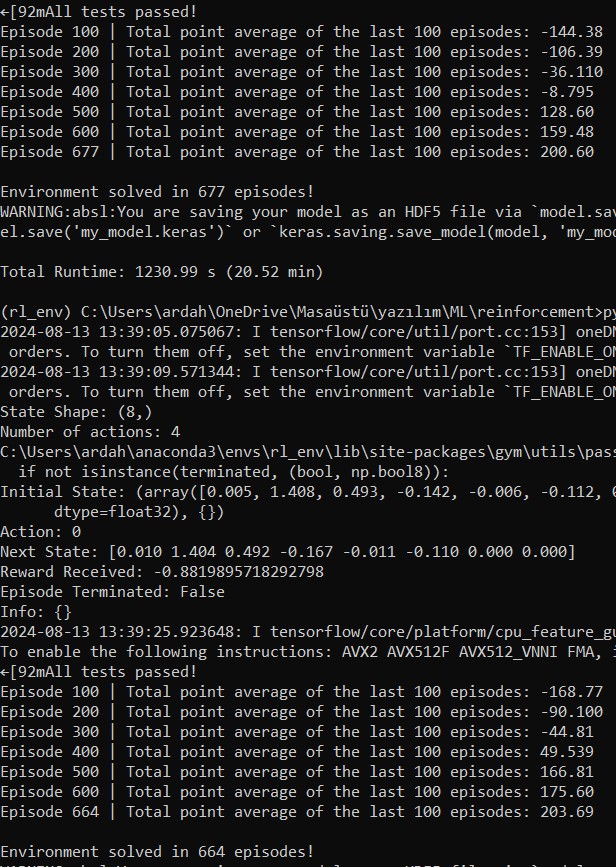 ←[92mAll tests passed!
Episode 100 | Total point average of the last 100 episodes: -144.38
Episode 200 | Total point average of the last 100 episodes: -106.39
Episode 300 | Total point average of the last 100 episodes: -36.110
Episode 400 | Total point average of the last 100 episodes: -8.795
Episode 500 | Total point average of the last 100 episodes: 128.60
Episode 600 | Total point average of the last 100 episodes: 159.48
Episode 677 | Total point average of the last 100 episodes: 200.60
Environment solved in 677 episodes!
WARNING:absl:You are saving your model as an HDF5 file via `model.sav
el.save('my_model.keras')` or `keras.saving.save_model(model, 'my_mod
Total Runtime: 1230.99 s (20.52 min)
(rl_env) C:\Users\ardah\OneDrive\Masaüstü\yazılım\ML\reinforcement>py
2024-08-13 13:39:05.075067: I tensorflow/core/util/port.cc:153] oneDN
orders. To turn them off, set the environment variable `TF_ENABLE_ON
2024-08-13 13:39:09.571344: I tensorflow/core/util/port.cc:153] oneDN
orders. To turn them off, set the environment variable `TF_ENABLE_ON
State Shape: (8,)
Number of actions: 4
C:\Users\ardah\anaconda3\envs\rl_env\lib\site-packages\gym\utils\pass
if not isinstance(terminated, (bool, np.bool8)):
Initial State: (array([0.005, 1.408, 0.493, -0.142, -0.006, -0.112, 0
dtype=float32), {})
Action: 0
Next State: [0.010 1.404 0.492 -0.167 -0.011 -0.110 0.000 0.000]
Reward Received: -0.8819895718292798
Episode Terminated: False
Info: {}
2024-08-13 13:39:25.923648: I tensorflow/core/platform/cpu_feature_gu
To enable the following instructions: AVX2 AVX512F AVX512_VNNI FMA, i
←[92mAll tests passed!
Episode 100 | Total point average of the last 100 episodes: -168.77
Episode 200 | Total point average of the last 100 episodes: -90.100
Episode 300 | Total point average of the last 100 episodes: -44.81
Episode 400 | Total point average of the last 100 episodes: 49.539
Episode 500 | Total point average of the last 100 episodes: 166.81
Episode 600 | Total point average of the last 100 episodes: 175.60
Episode 664 | Total point average of the last 100 episodes: 203.69
Environment solved in 664 episodes!